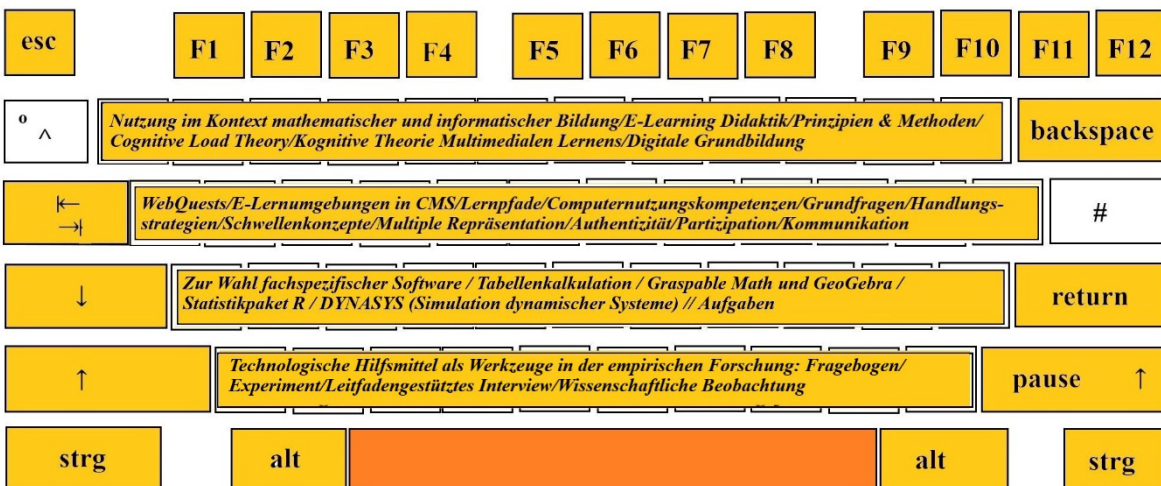 esc F1 F2 F3 F4 F5 F6 F7 F8 F9 F10 F11 F12
° ^ Nutzung im Kontext mathematischer und informatischer Bildung/E-Learning Didaktik/Prinzipien & Methoden/
Cognitive Load Theory/Kognitive Theorie Multimedialen Lernens/Digitale Grundbildung backspace
WebQuests/E-Lernumgebungen in CMS/Lernpfade/Computernutzungskompetenzen/Grundfragen/Handlungs-
strategien/Schwellenkonzepte/Multiple Repräsentation/Authentizität/Partizipation/Kommunikation #
Zur Wahl fachspezifischer Software / Tabellenkalkulation / Graspable Math und GeoGebra /
Statistikpaket R / DYNASYS (Simulation dynamischer Systeme) // Aufgaben return
Technologische Hilfsmittel als Werkzeuge in der empirischen Forschung: Fragebogen/
Experiment/Leitfadengestütztes Interview/Wissenschaftliche Beobachtung pause ↑
strg alt alt strg